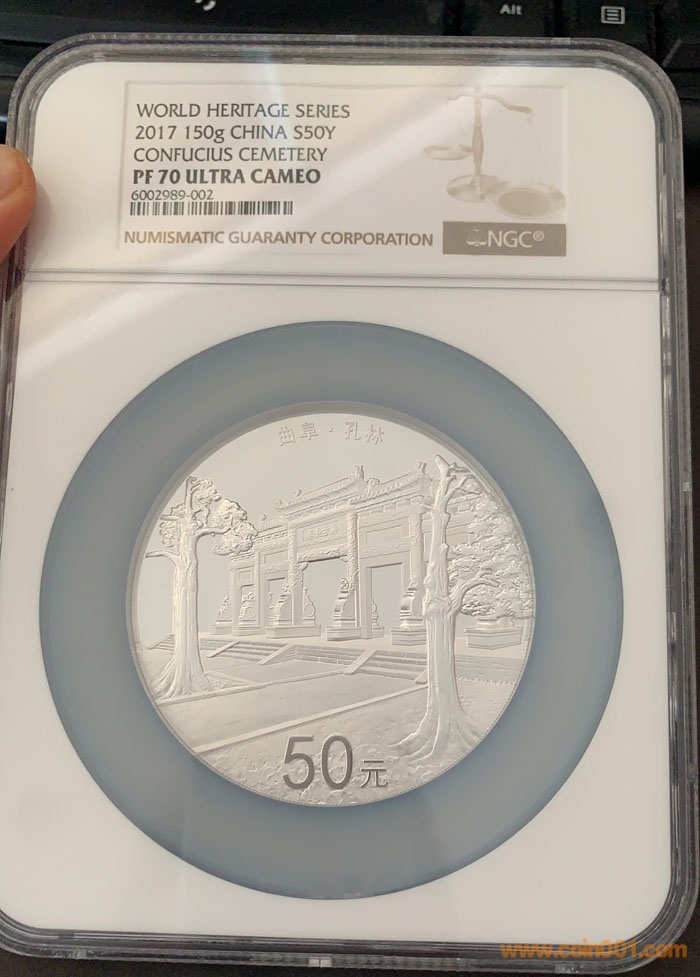 Alt
WORLD HERITAGE SERIES
2017 150g CHINA S50Y
CONFUCIUS CEMETERY
PF 70 ULTRA CAMEO
6002989-002
NUMISMATIC GUARANTY CORPORATION
NGC®
曲阜·孔林
50元
www.coin001.com